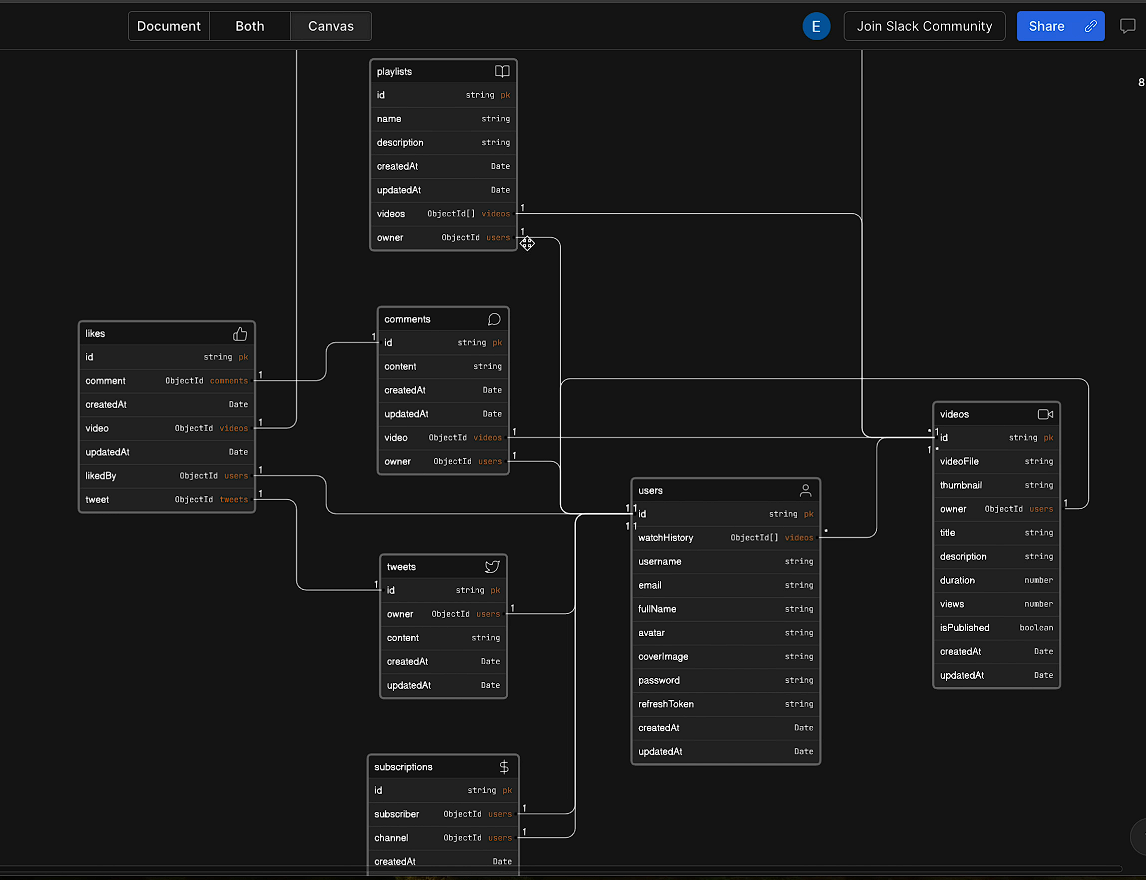 Document Both Canvas E Join Slack Community Share
8
playlists
id string pk
name string
description string
createdAt Date
updatedAt Date
videos ObjectId[] videos 1
owner ObjectId users 1
likes
id string pk
comment ObjectId comments 1
createdAt Date
video ObjectId videos 1
updatedAt Date
likedBy ObjectId users 1
tweet ObjectId tweets 1
comments
1 id string pk
content string
createdAt Date
updatedAt Date
video ObjectId videos 1
owner ObjectId users 1
tweets
1 id string pk
owner ObjectId users 1
content string
createdAt Date
updatedAt Date
subscriptions
id string pk
subscriber ObjectId users 1
channel ObjectId users 1
createdAt Date
users
1 1
id string pk
1 1
watchHistory ObjectId[] videos *
username string
email string
fullName string
avatar string
coverImage string
password string
refreshToken string
createdAt Date
updatedAt Date
videos
* 1
id string pk
1 *
videoFile string
thumbnail string
owner ObjectId users 1
title string
description string
duration number
views number
isPublished boolean
createdAt Date
updatedAt Date